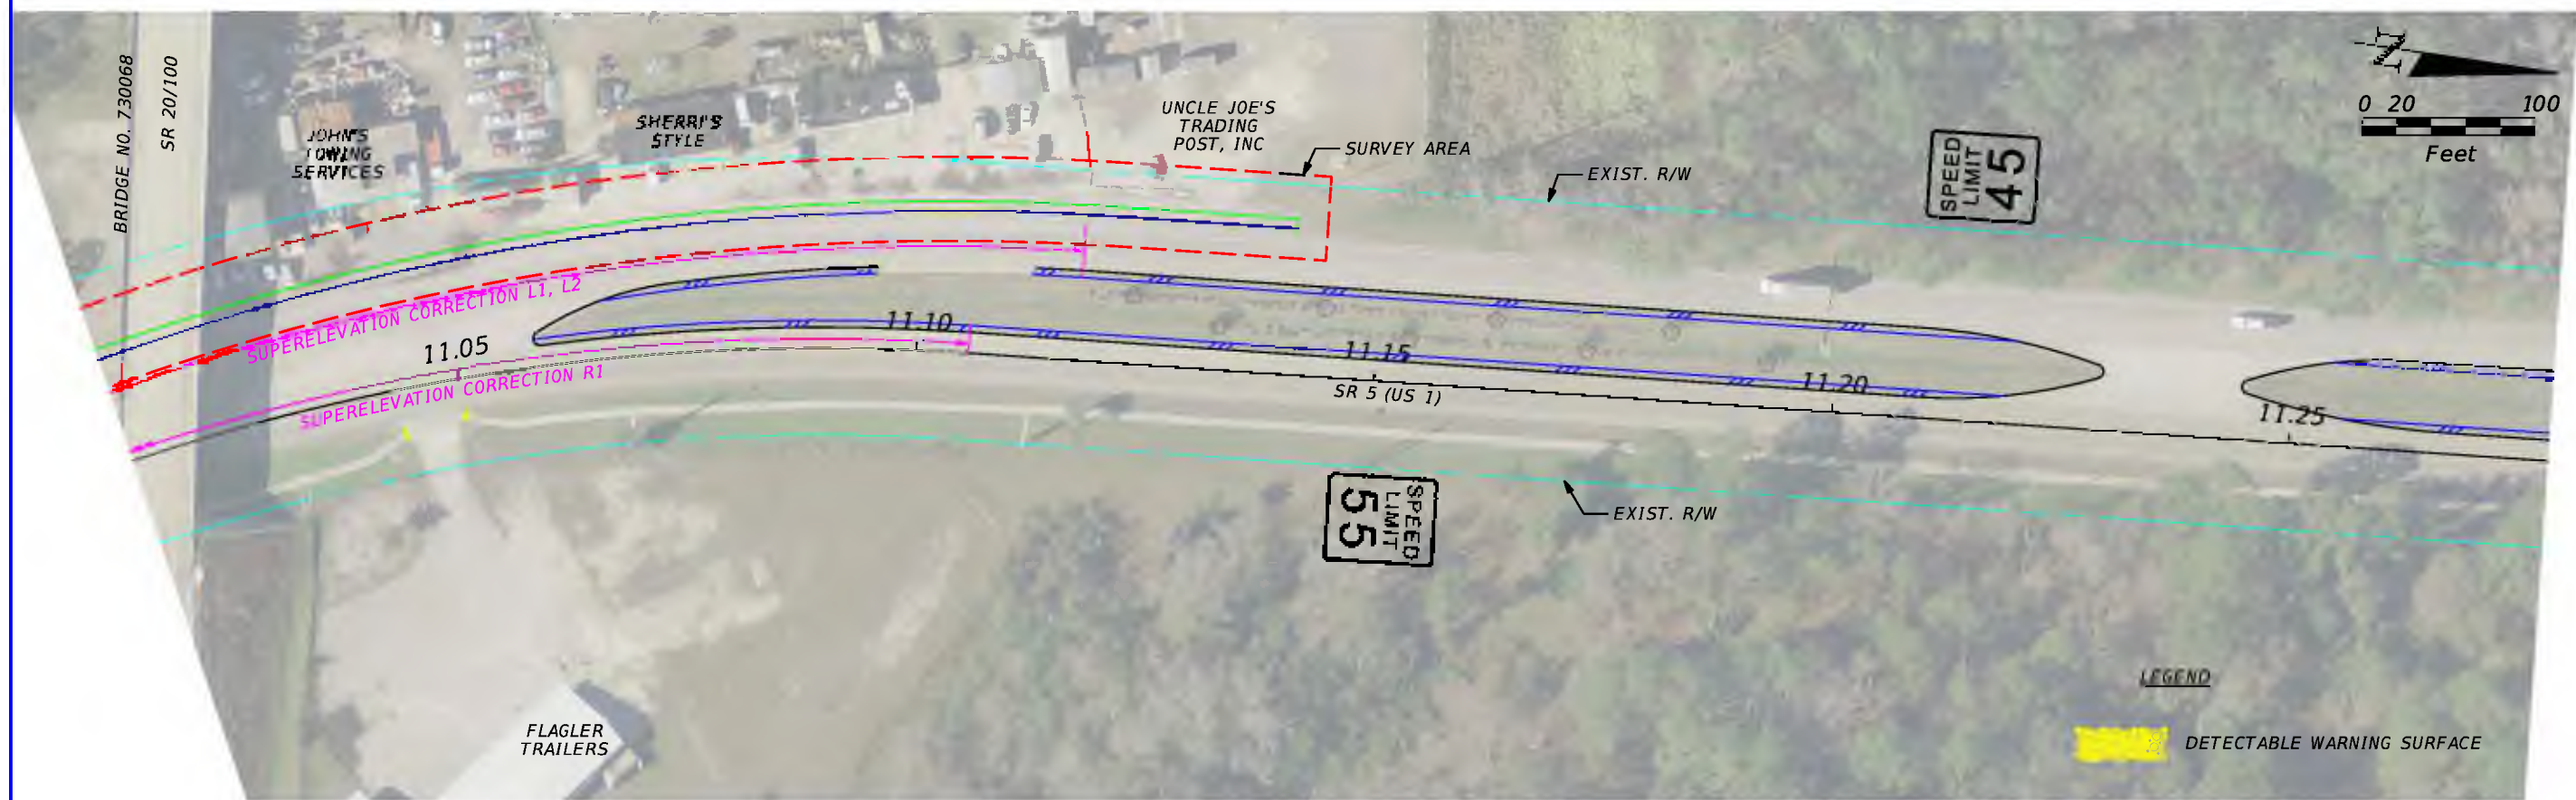 BRIDGE NO. 730068
SR 20/100
JOHN'S
TOWING
SERVICES
SHERRI'S
STYLE
UNCLE JOE'S
TRADING
POST, INC
SURVEY AREA
EXIST. R/W
SPEED
LIMIT
45
N
0 20 100
Feet
SUPERELEVATION CORRECTION L1, L2
11.05
11.10
11.15
11.20
11.25
SUPERELEVATION CORRECTION R1
SR 5 (US 1)
SPEED
LIMIT
55
EXIST. R/W
FLAGLER
TRAILERS
LEGEND
DETECTABLE WARNING SURFACE